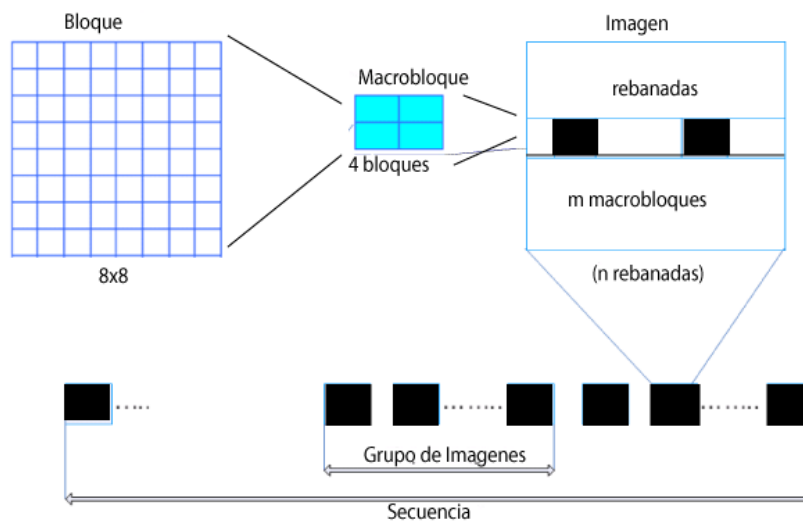 Bloque
Imagen
Macrobloque
rebanadas
4 bloques
m macrobloques
8x8
(n rebanadas)
Grupo de Imagenes
Secuencia